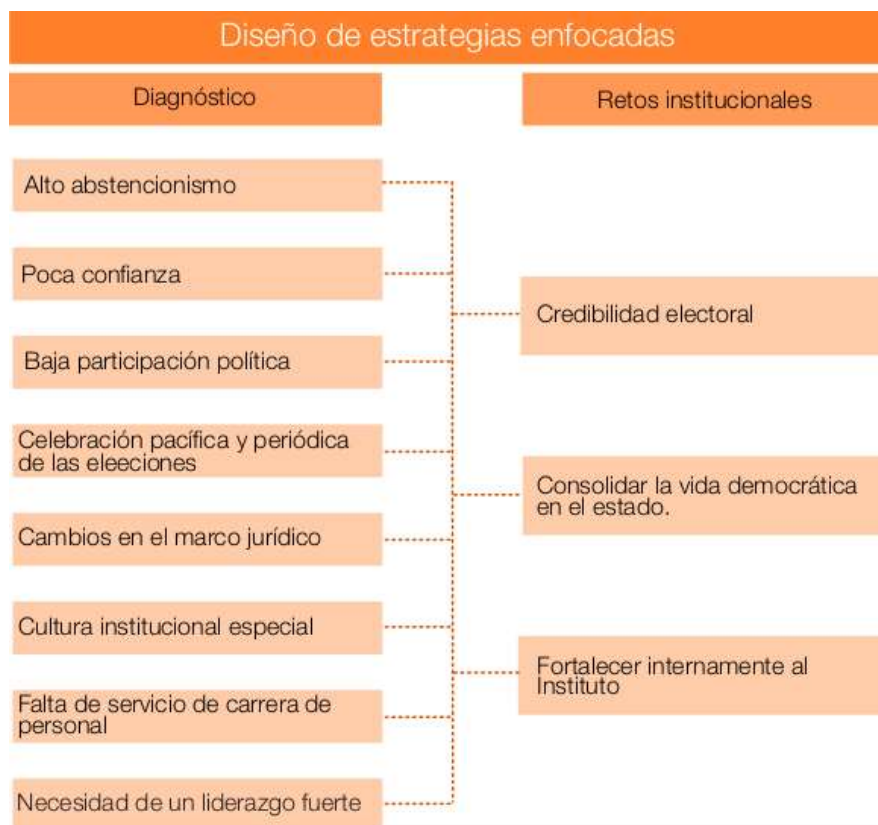 Diseño de estrategias enfocadas
Diagnóstico
Alto abstencionismo
Poca confianza
Baja participación política
Celebración pacífica y periódica
de las eleeciones
Cambios en el marco jurídico
Cultura institucional especial
Falta de servicio de carrera de
personal
Necesidad de un liderazgo fuerte
Retos institucionales
Credibilidad electoral
Consolidar la vida democrática
en el estado.
Fortalecer internamente al
Instituto